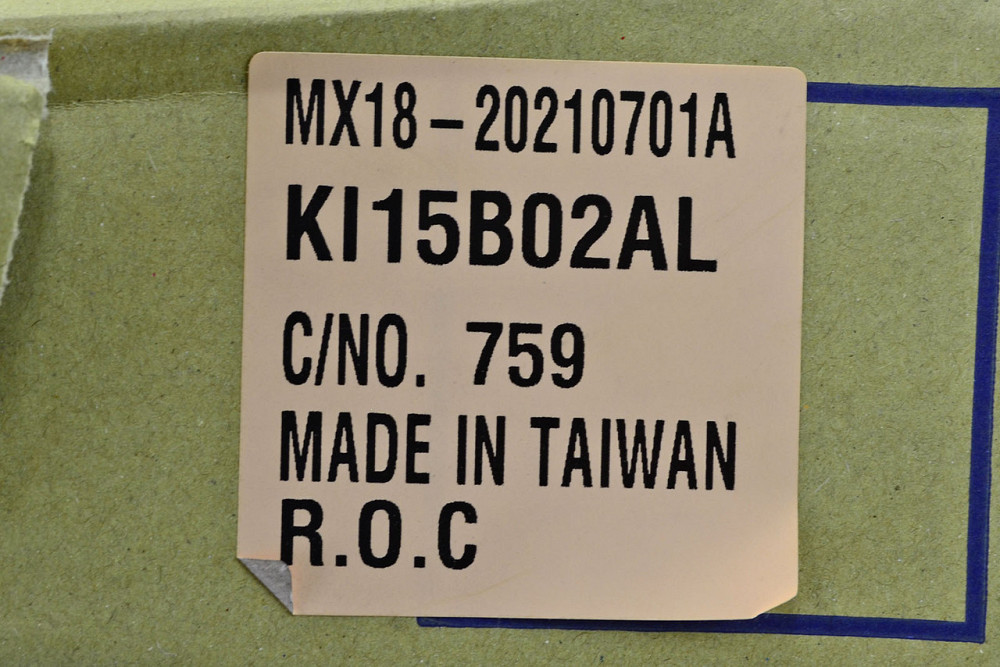 MX18-20210701A
KI15B02AL
C/NO. 759
MADE IN TAIWAN
R.O.C